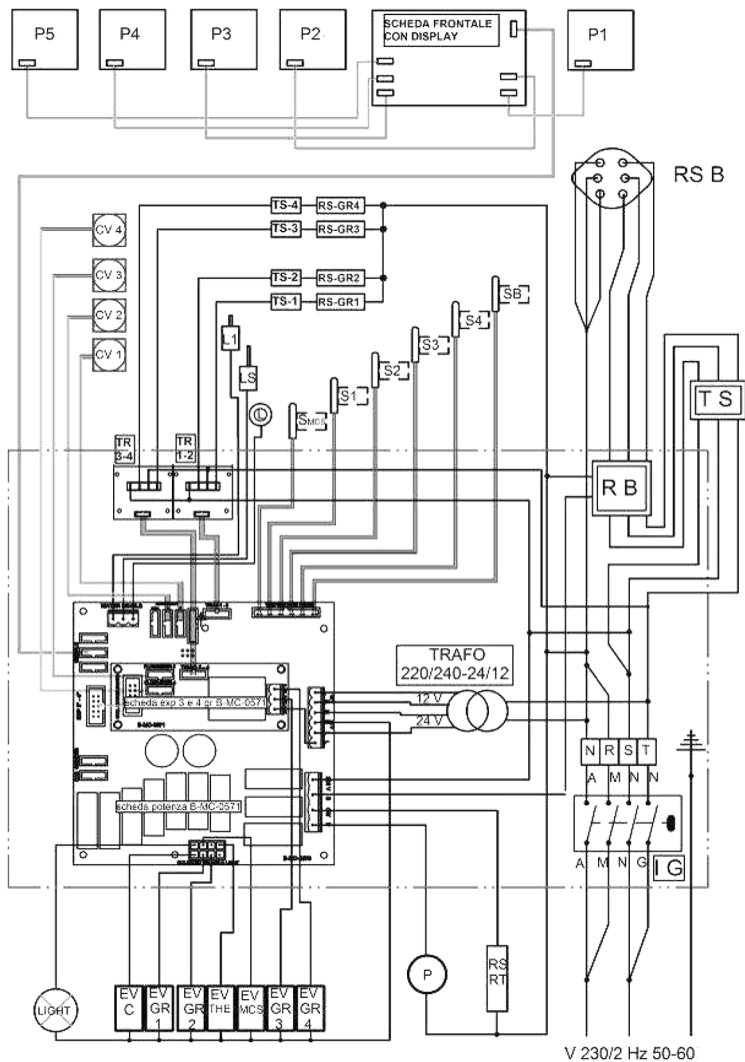 P5
P4
P3
P2
SCHEDA FRONTALE
CON DISPLAY
P1
RS B
CV 4
CV 3
CV 2
CV 1
TS-4
RS-GR4
TS-3
RS-GR3
TS-2
RS-GR2
TS-1
RS-GR1
SB
S4
S3
S2
S1
SMCS
L1
LS
L
T S
TR
3-4
TR
1-2
R B
TRAFO
220/240-24/12
12 V
24 V
scheda exp 3 e 4 gr B-MC-0571
B-MC-0571
scheda potenza B-MC-0571
N R S T
A M N N
A M N G
I G
P
RS
RT
LIGHT
EV
C
EV
GR
1
EV
GR
2
EV
THE
EV
MCS
EV
GR
3
EV
GR
4
V 230/2 Hz 50-60